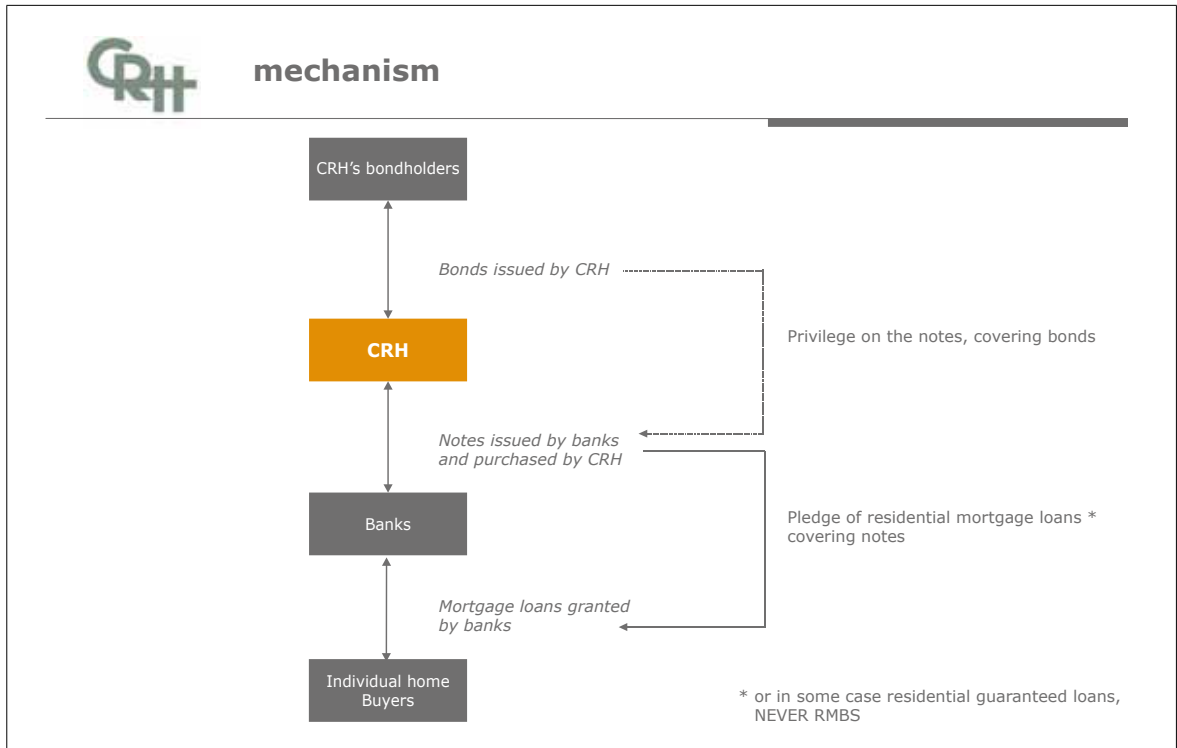 CRH
mechanism
CRH's bondholders
Bonds issued by CRH
Privilege on the notes, covering bonds
CRH
Notes issued by banks
and purchased by CRH
Pledge of residential mortgage loans *
covering notes
Banks
Mortgage loans granted
by banks
Individual home
Buyers
* or in some case residential guaranteed loans,
NEVER RMBS